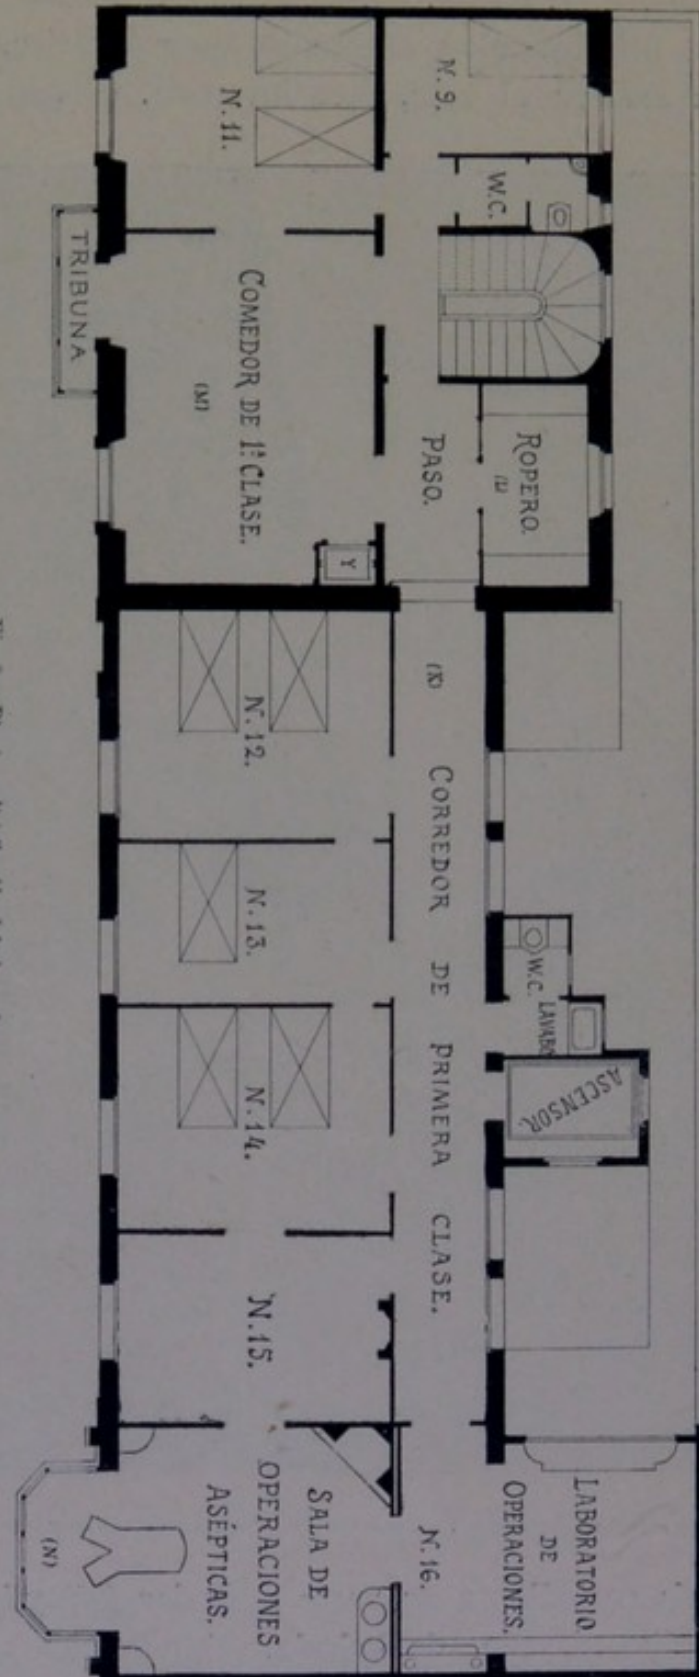 N. 9.
W.C.
ROPERO.
(L)
PASO.
N. 11.
COMEDOR DE 1ª CLASE.
(M)
Y
TRIBUNA
(K)
CORREDOR DE PRIMERA CLASE.
N. 12.
N. 13.
N. 14.
N. 15.
W.C. LAVABO
ASCENSOR.
LABORATORIO
DE
OPERACIONES.
N. 16.
SALA DE
OPERACIONES
ASÉPTICAS.
(N)